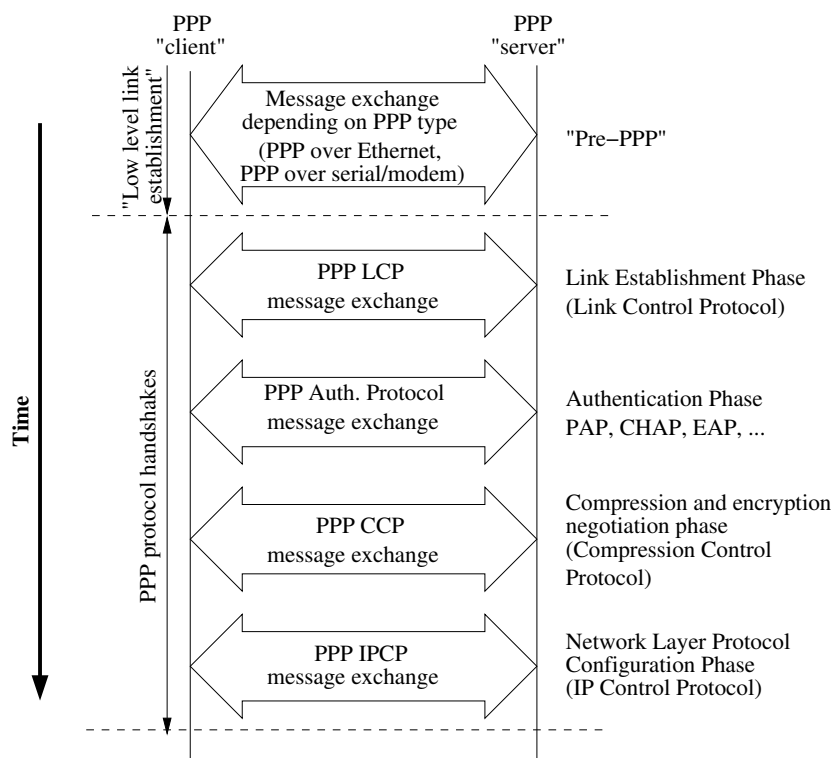 PPP
"client"
PPP
"server"
"Low level link
establishment"
Message exchange
depending on PPP type
(PPP over Ethernet,
PPP over serial/modem)
"Pre−PPP"
Time
PPP protocol handshakes
PPP LCP
message exchange
Link Establishment Phase
(Link Control Protocol)
PPP Auth. Protocol
message exchange
Authentication Phase
PAP, CHAP, EAP, ...
PPP CCP
message exchange
Compression and encryption
negotiation phase
(Compression Control
Protocol)
PPP IPCP
message exchange
Network Layer Protocol
Configuration Phase
(IP Control Protocol)